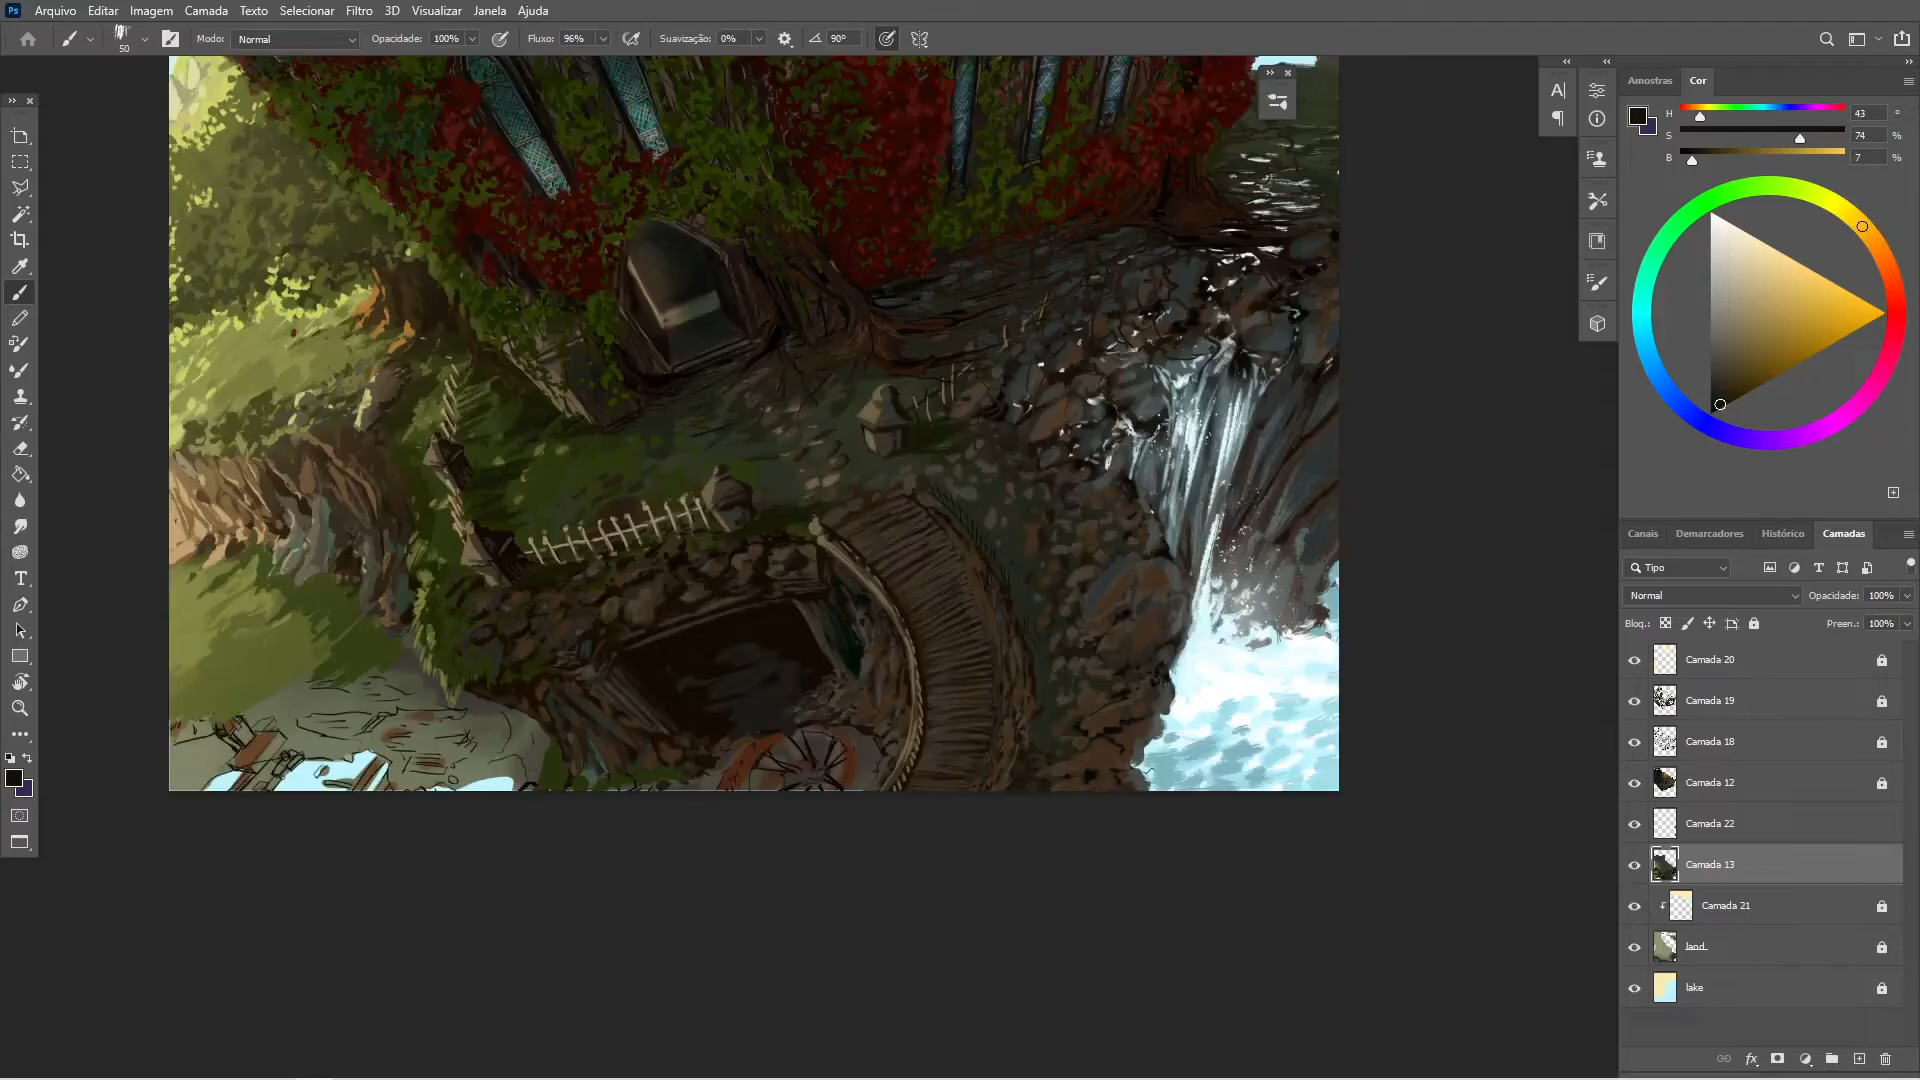 Ps Arquivo Editar Imagem Camada Texto Selecionar Filtro 3D Visualizar Janela Ajuda
50 Modo: Normal Opacidade: 100% Fluxo: 96% Suavização: 0% 90º
Amostras Cor
H 43 º
S 74 %
B 7 %
Canais Demarcadores Histórico Camadas
Tipo
Normal Opacidade: 100%
Bloq.: Preen.: 100%
Camada 20
Camada 19
Camada 18
Camada 12
Camada 22
Camada 13
Camada 21
land
lake
fx